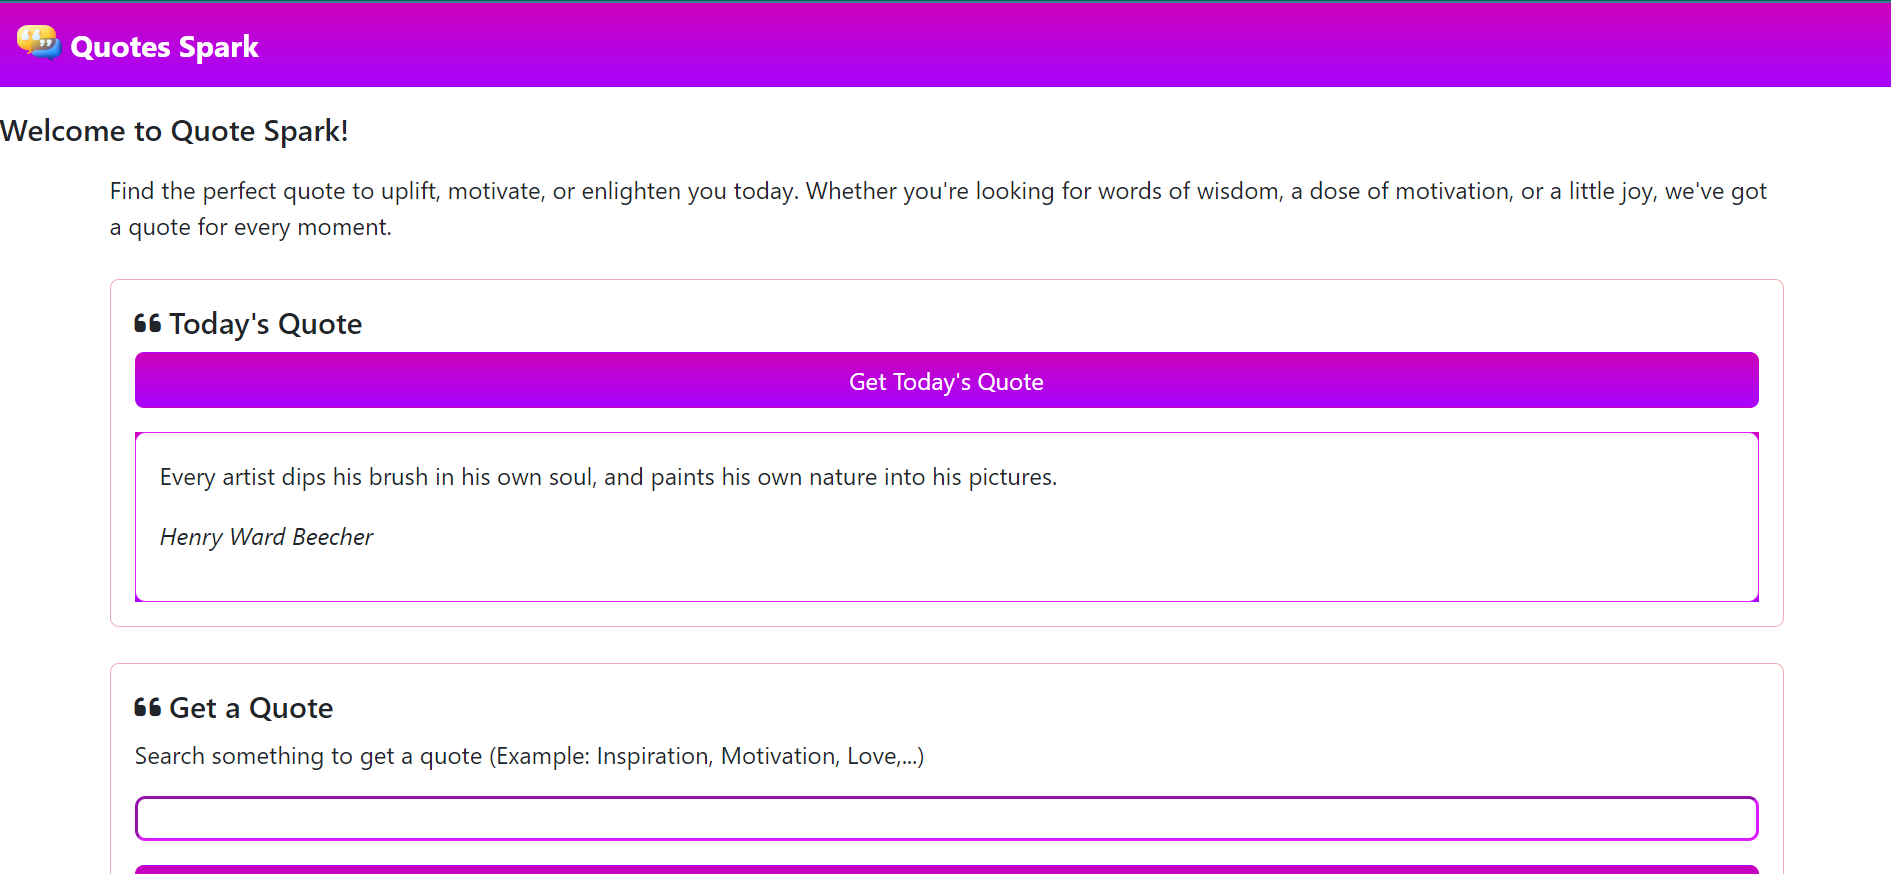 Quotes Spark
Welcome to Quote Spark!
Find the perfect quote to uplift, motivate, or enlighten you today. Whether you're looking for words of wisdom, a dose of motivation, or a little joy, we've got
a quote for every moment.
Today's Quote
Get Today's Quote
Every artist dips his brush in his own soul, and paints his own nature into his pictures.
Henry Ward Beecher
Get a Quote
Search something to get a quote (Example: Inspiration, Motivation, Love,...)